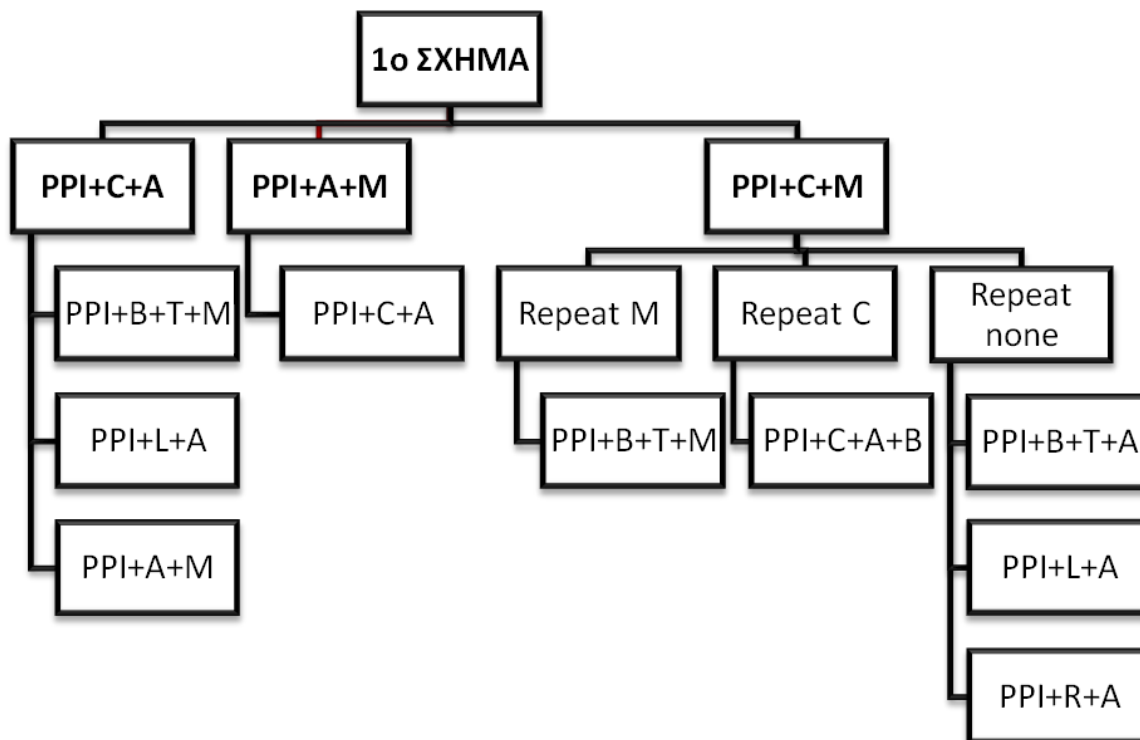 1ο ΣΧΗΜΑ
PPI+C+A
PPI+A+M
PPI+C+M
PPI+B+T+M
PPI+L+A
PPI+A+M
PPI+C+A
Repeat M
PPI+B+T+M
Repeat C
PPI+C+A+B
Repeat
none
PPI+B+T+A
PPI+L+A
PPI+R+A